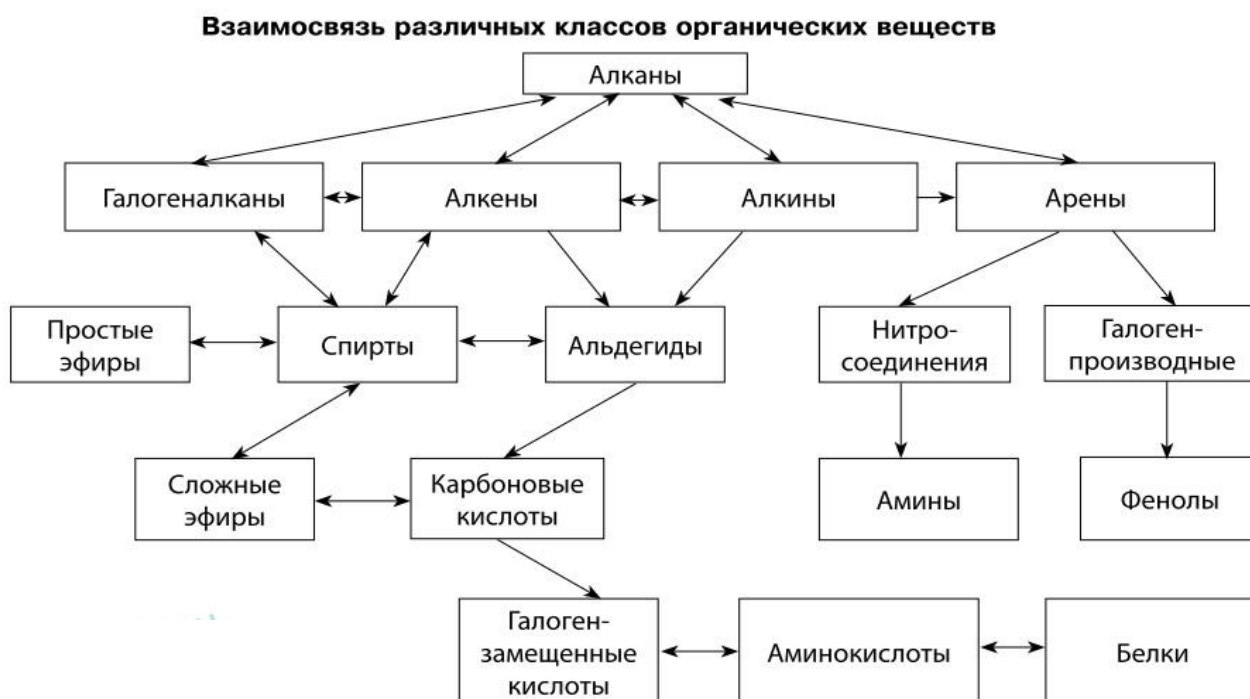 Взаимосвязь различных классов органических веществ
Алканы
Галогеналканы
Алкены
Алкины
Арены
Простые
эфиры
Спирты
Альдегиды
Нитро-
соединения
Галоген-
производные
Сложные
эфиры
Карбоновые
кислоты
Амины
Фенолы
Галоген-
замещенные
кислоты
Аминокислоты
Белки